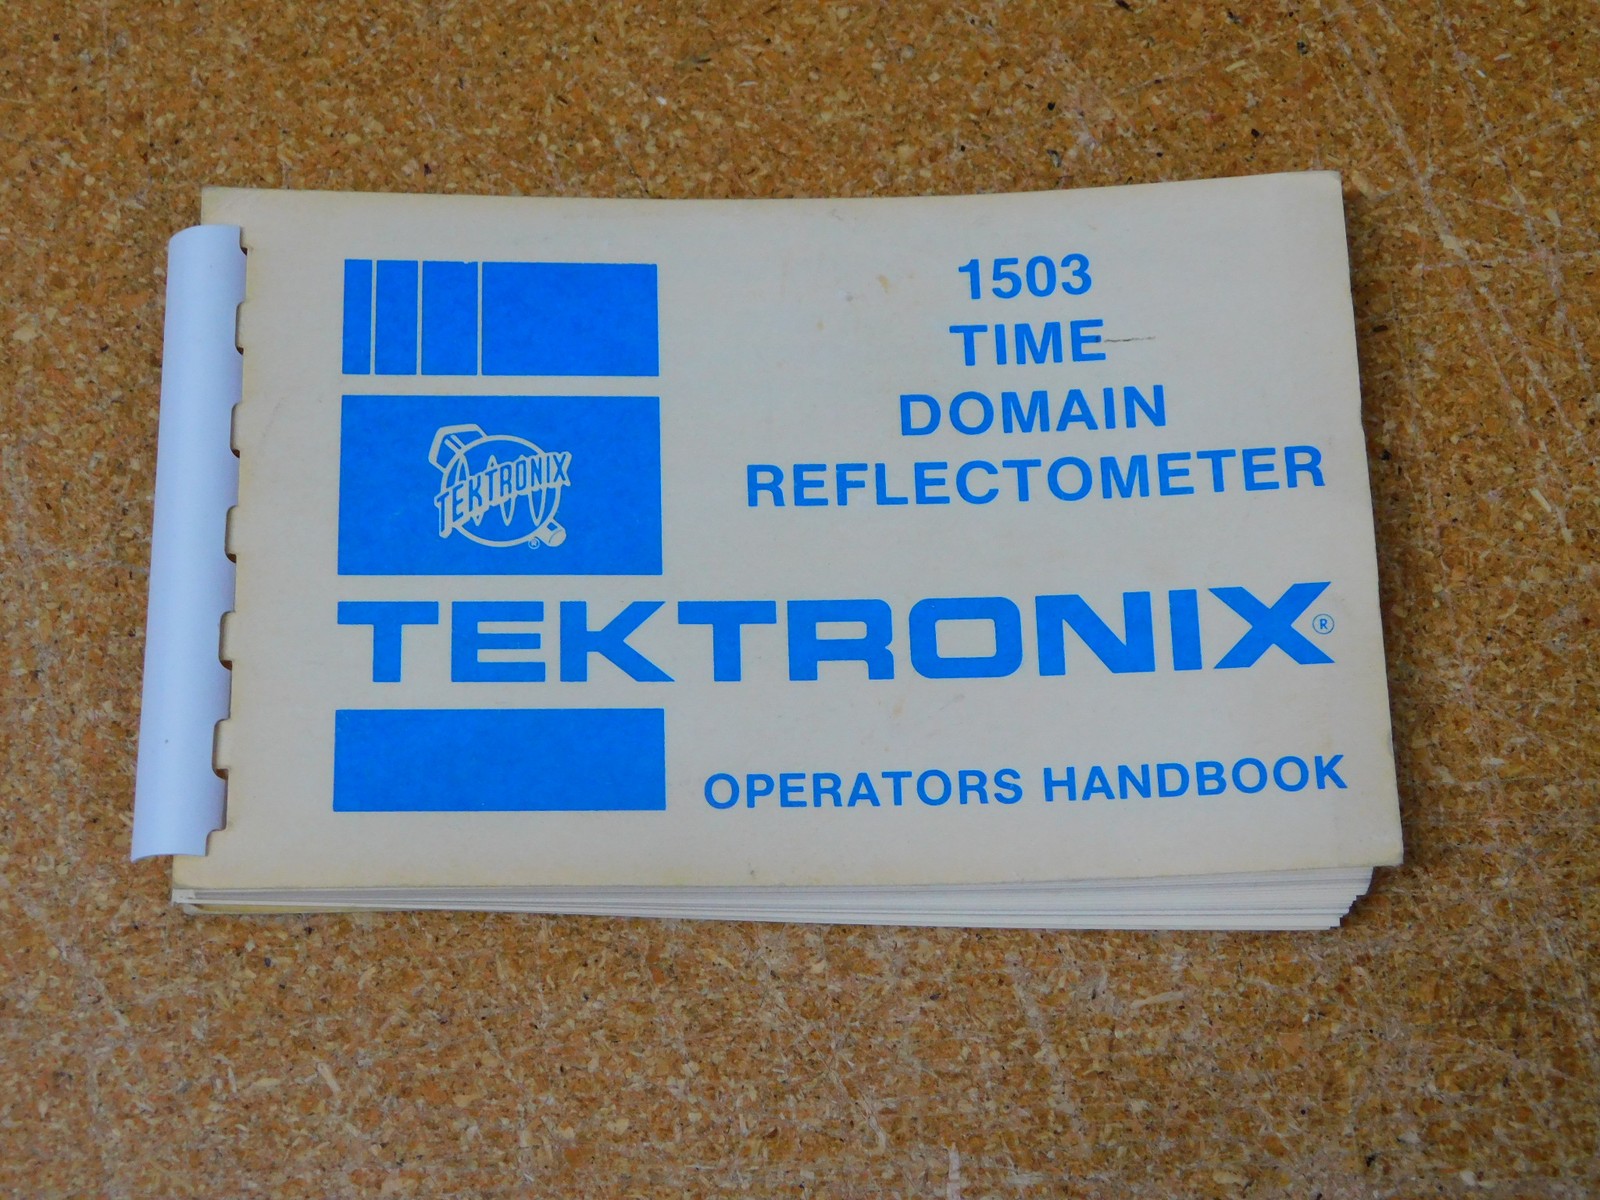 1503
TIME
DOMAIN
REFLECTOMETER
TEKTRONIX
®
TEKTRONIX®
OPERATORS HANDBOOK